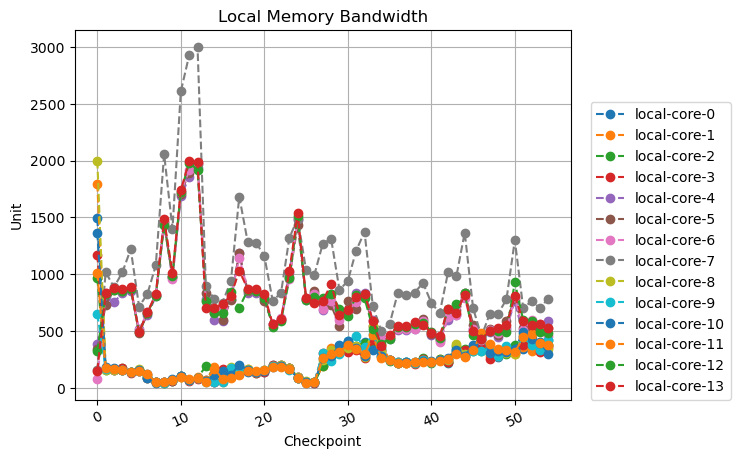 Local Memory Bandwidth
3000
2500
2000
1500
1000
500
0
Unit
0 10 20 30 40 50
Checkpoint
local-core-0
local-core-1
local-core-2
local-core-3
local-core-4
local-core-5
local-core-6
local-core-7
local-core-8
local-core-9
local-core-10
local-core-11
local-core-12
local-core-13